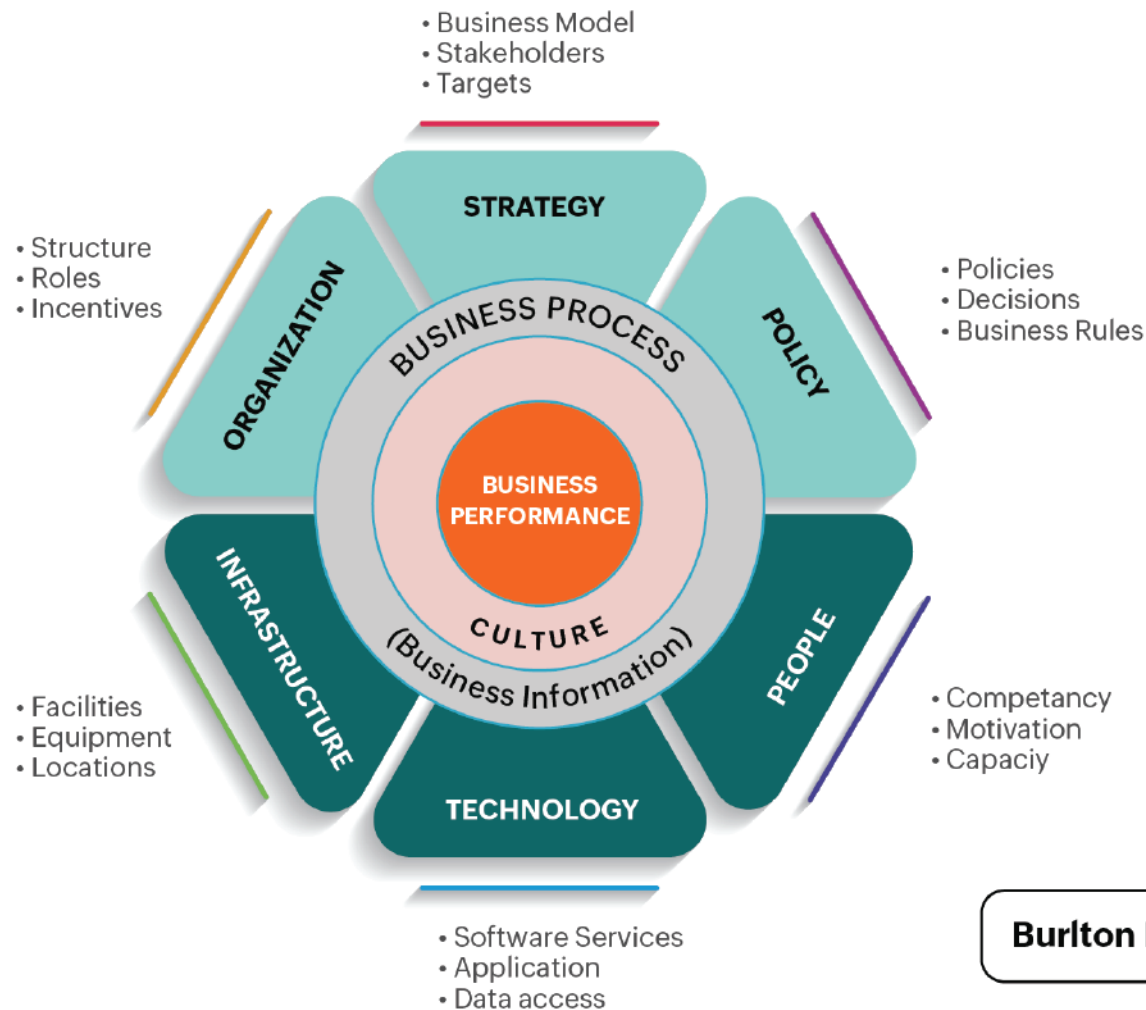 • Business Model
• Stakeholders
• Targets
STRATEGY
• Structure
• Roles
• Incentives
ORGANIZATION
POLICY
• Policies
• Decisions
• Business Rules
BUSINESS PROCESS
BUSINESS
PERFORMANCE
CULTURE
(Business Information)
INFRASTRUCTURE
• Facilities
• Equipment
• Locations
PEOPLE
• Competancy
• Motivation
• Capaciy
TECHNOLOGY
• Software Services
• Application
• Data access
Burlton